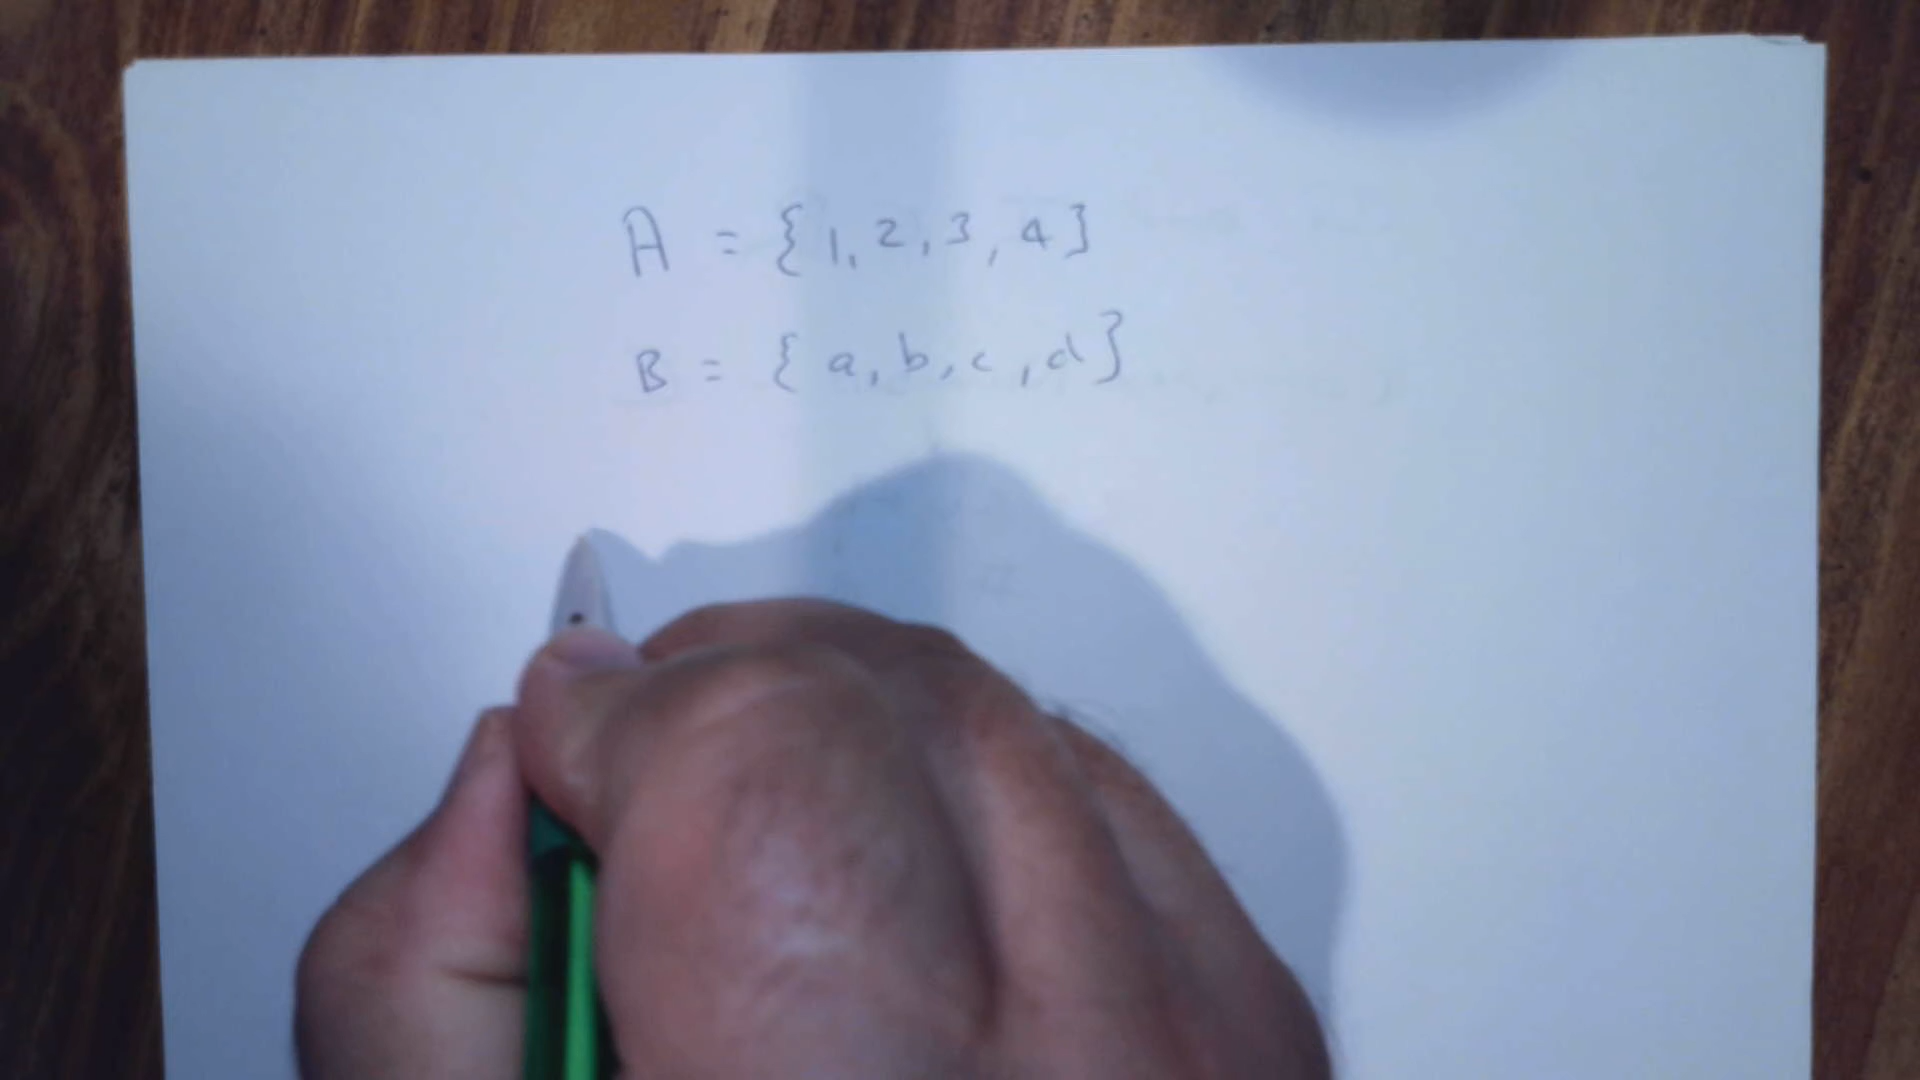 A = {1, 2, 3, 4}
B = {a, b, c, d}